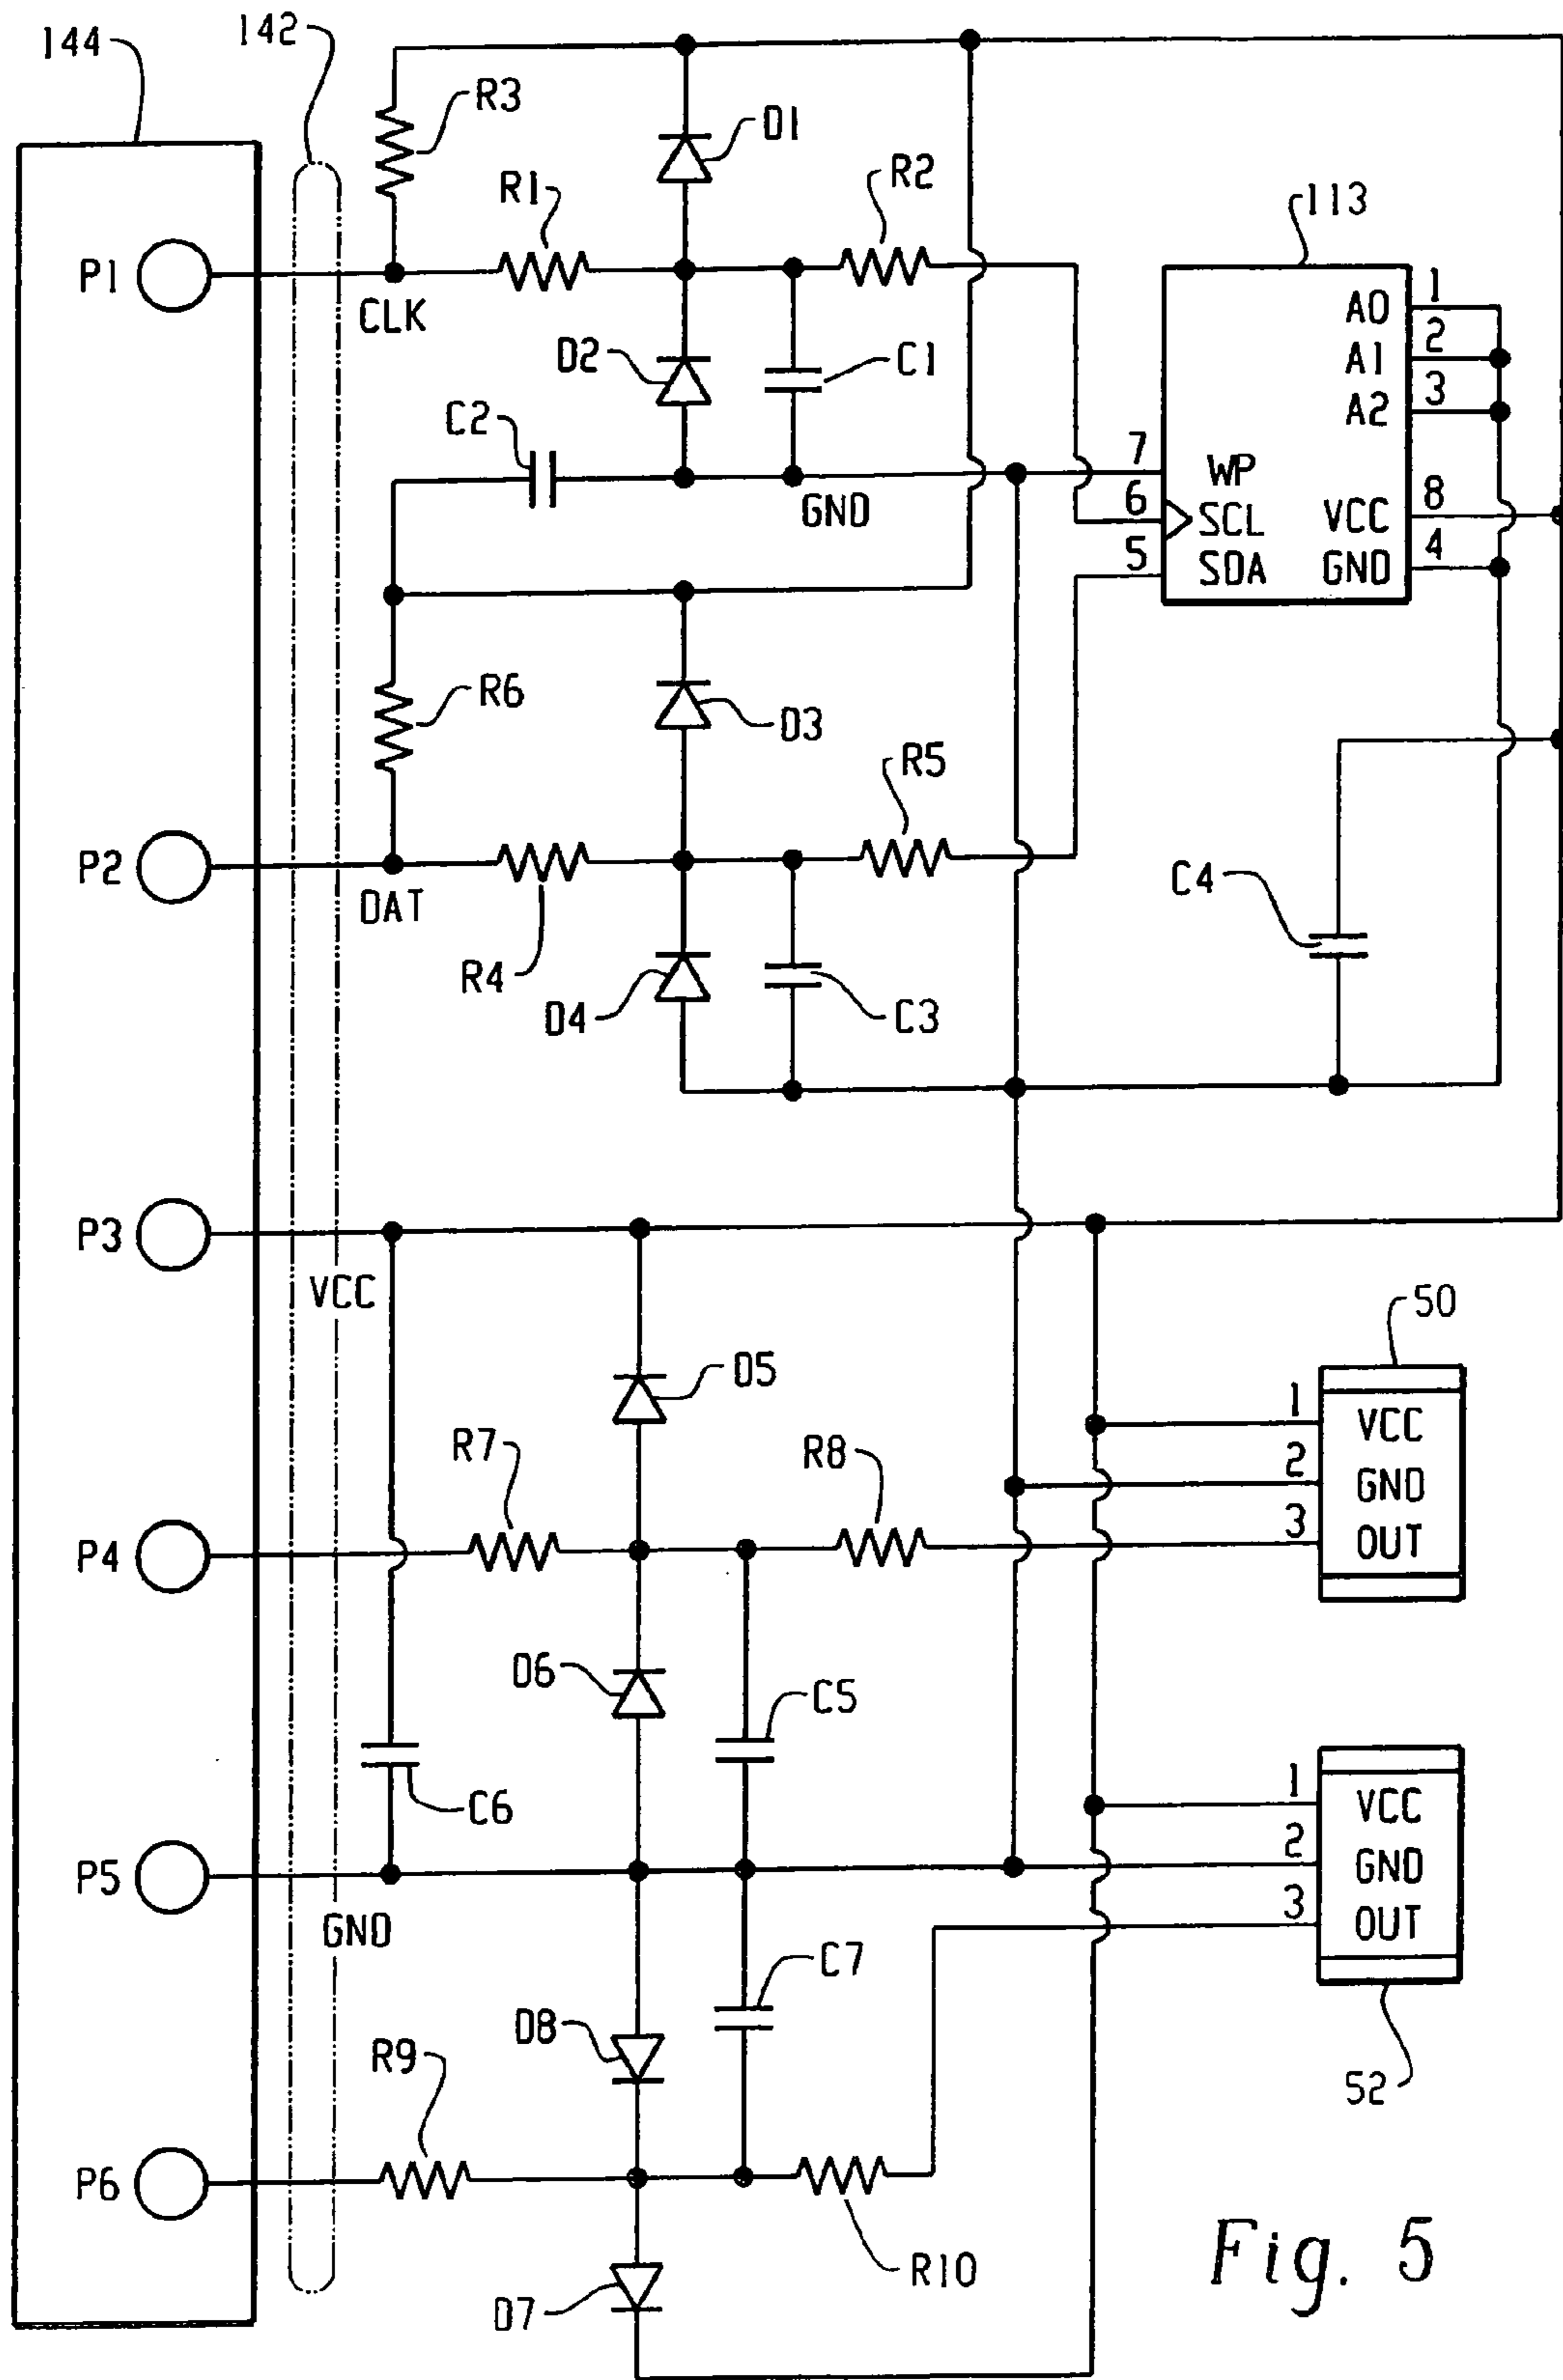 144
142
R3
D1
R1
R2
113
P1
CLK
A0
1
A1
2
A2
3
D2
C1
C2
7
WP
6
SCL
VCC
8
5
SDA
GND
4
GND
R6
D3
R5
P2
DAT
R4
D4
C3
C4
P3
VCC
50
D5
1
VCC
R7
R8
2
GND
3
OUT
P4
D6
C5
C6
1
VCC
2
GND
3
OUT
P5
GND
C7
D8
R9
52
P6
R10
D7
Fig. 5